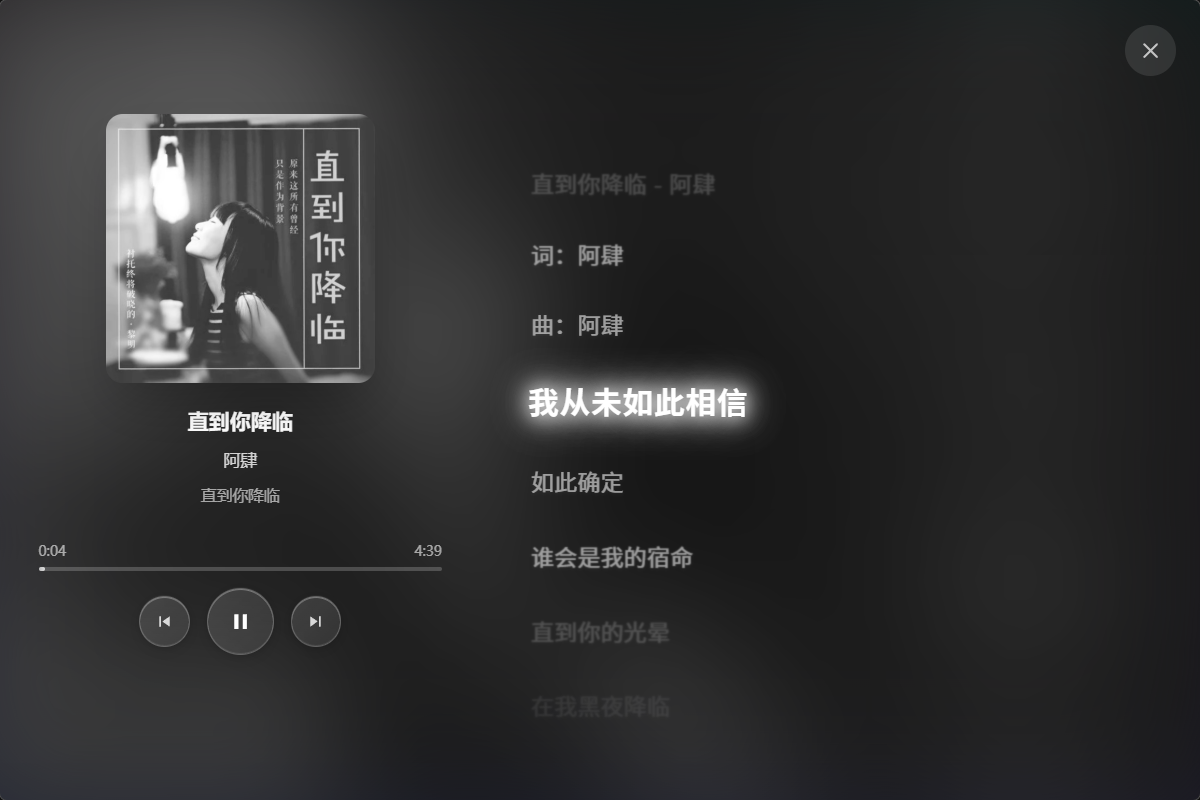 直到你降临
原来这所有曾经
只是作为背景
衬托终将破晓的·黎明
直到你降临
阿肆
直到你降临
0:04
4:39
直到你降临 - 阿肆
词：阿肆
曲：阿肆
我从未如此相信
如此确定
谁会是我的宿命
直到你的光晕
在我黑夜降临